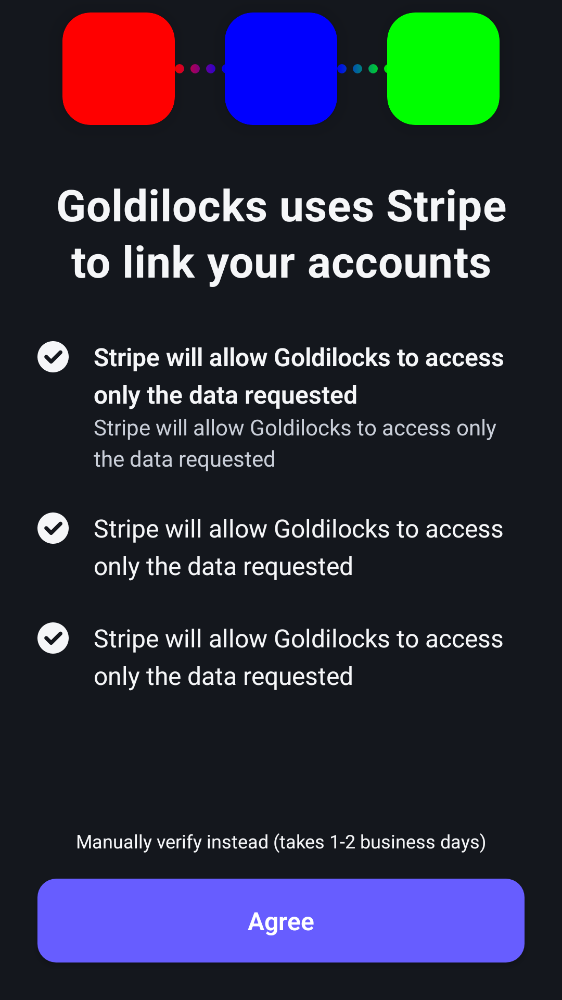 Goldilocks uses Stripe
to link your accounts
Stripe will allow Goldilocks to access
only the data requested
Stripe will allow Goldilocks to access only
the data requested
Stripe will allow Goldilocks to access
only the data requested
Stripe will allow Goldilocks to access
only the data requested
Manually verify instead (takes 1-2 business days)
Agree